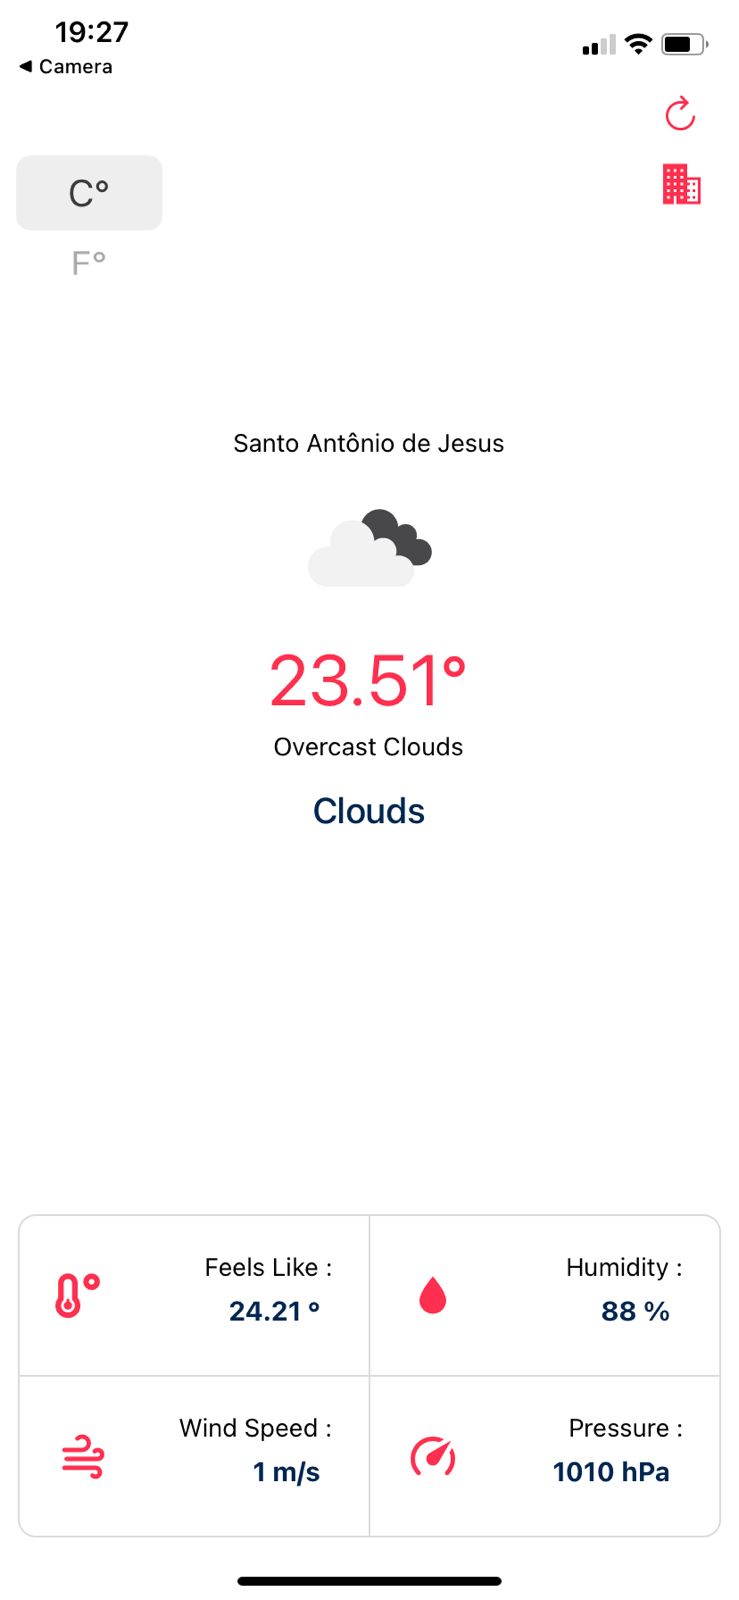 19:27
◀ Camera
C°
F°
Santo Antônio de Jesus
23.51°
Overcast Clouds
Clouds
Feels Like :
24.21 °
Humidity :
88 %
Wind Speed :
1 m/s
Pressure :
1010 hPa